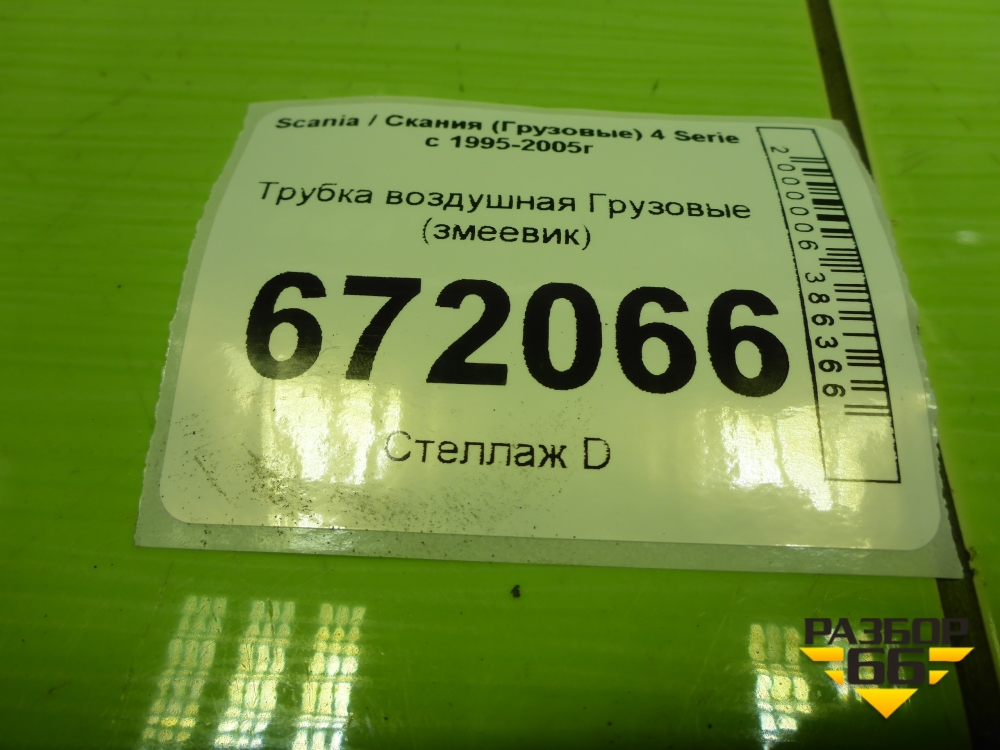 Scania / Скания (Грузовые) 4 Serie
с 1995-2005г
Трубка воздушная Грузовые
(змеевик)
672066
Стеллаж D
2000006386366
РАЗБОР
66